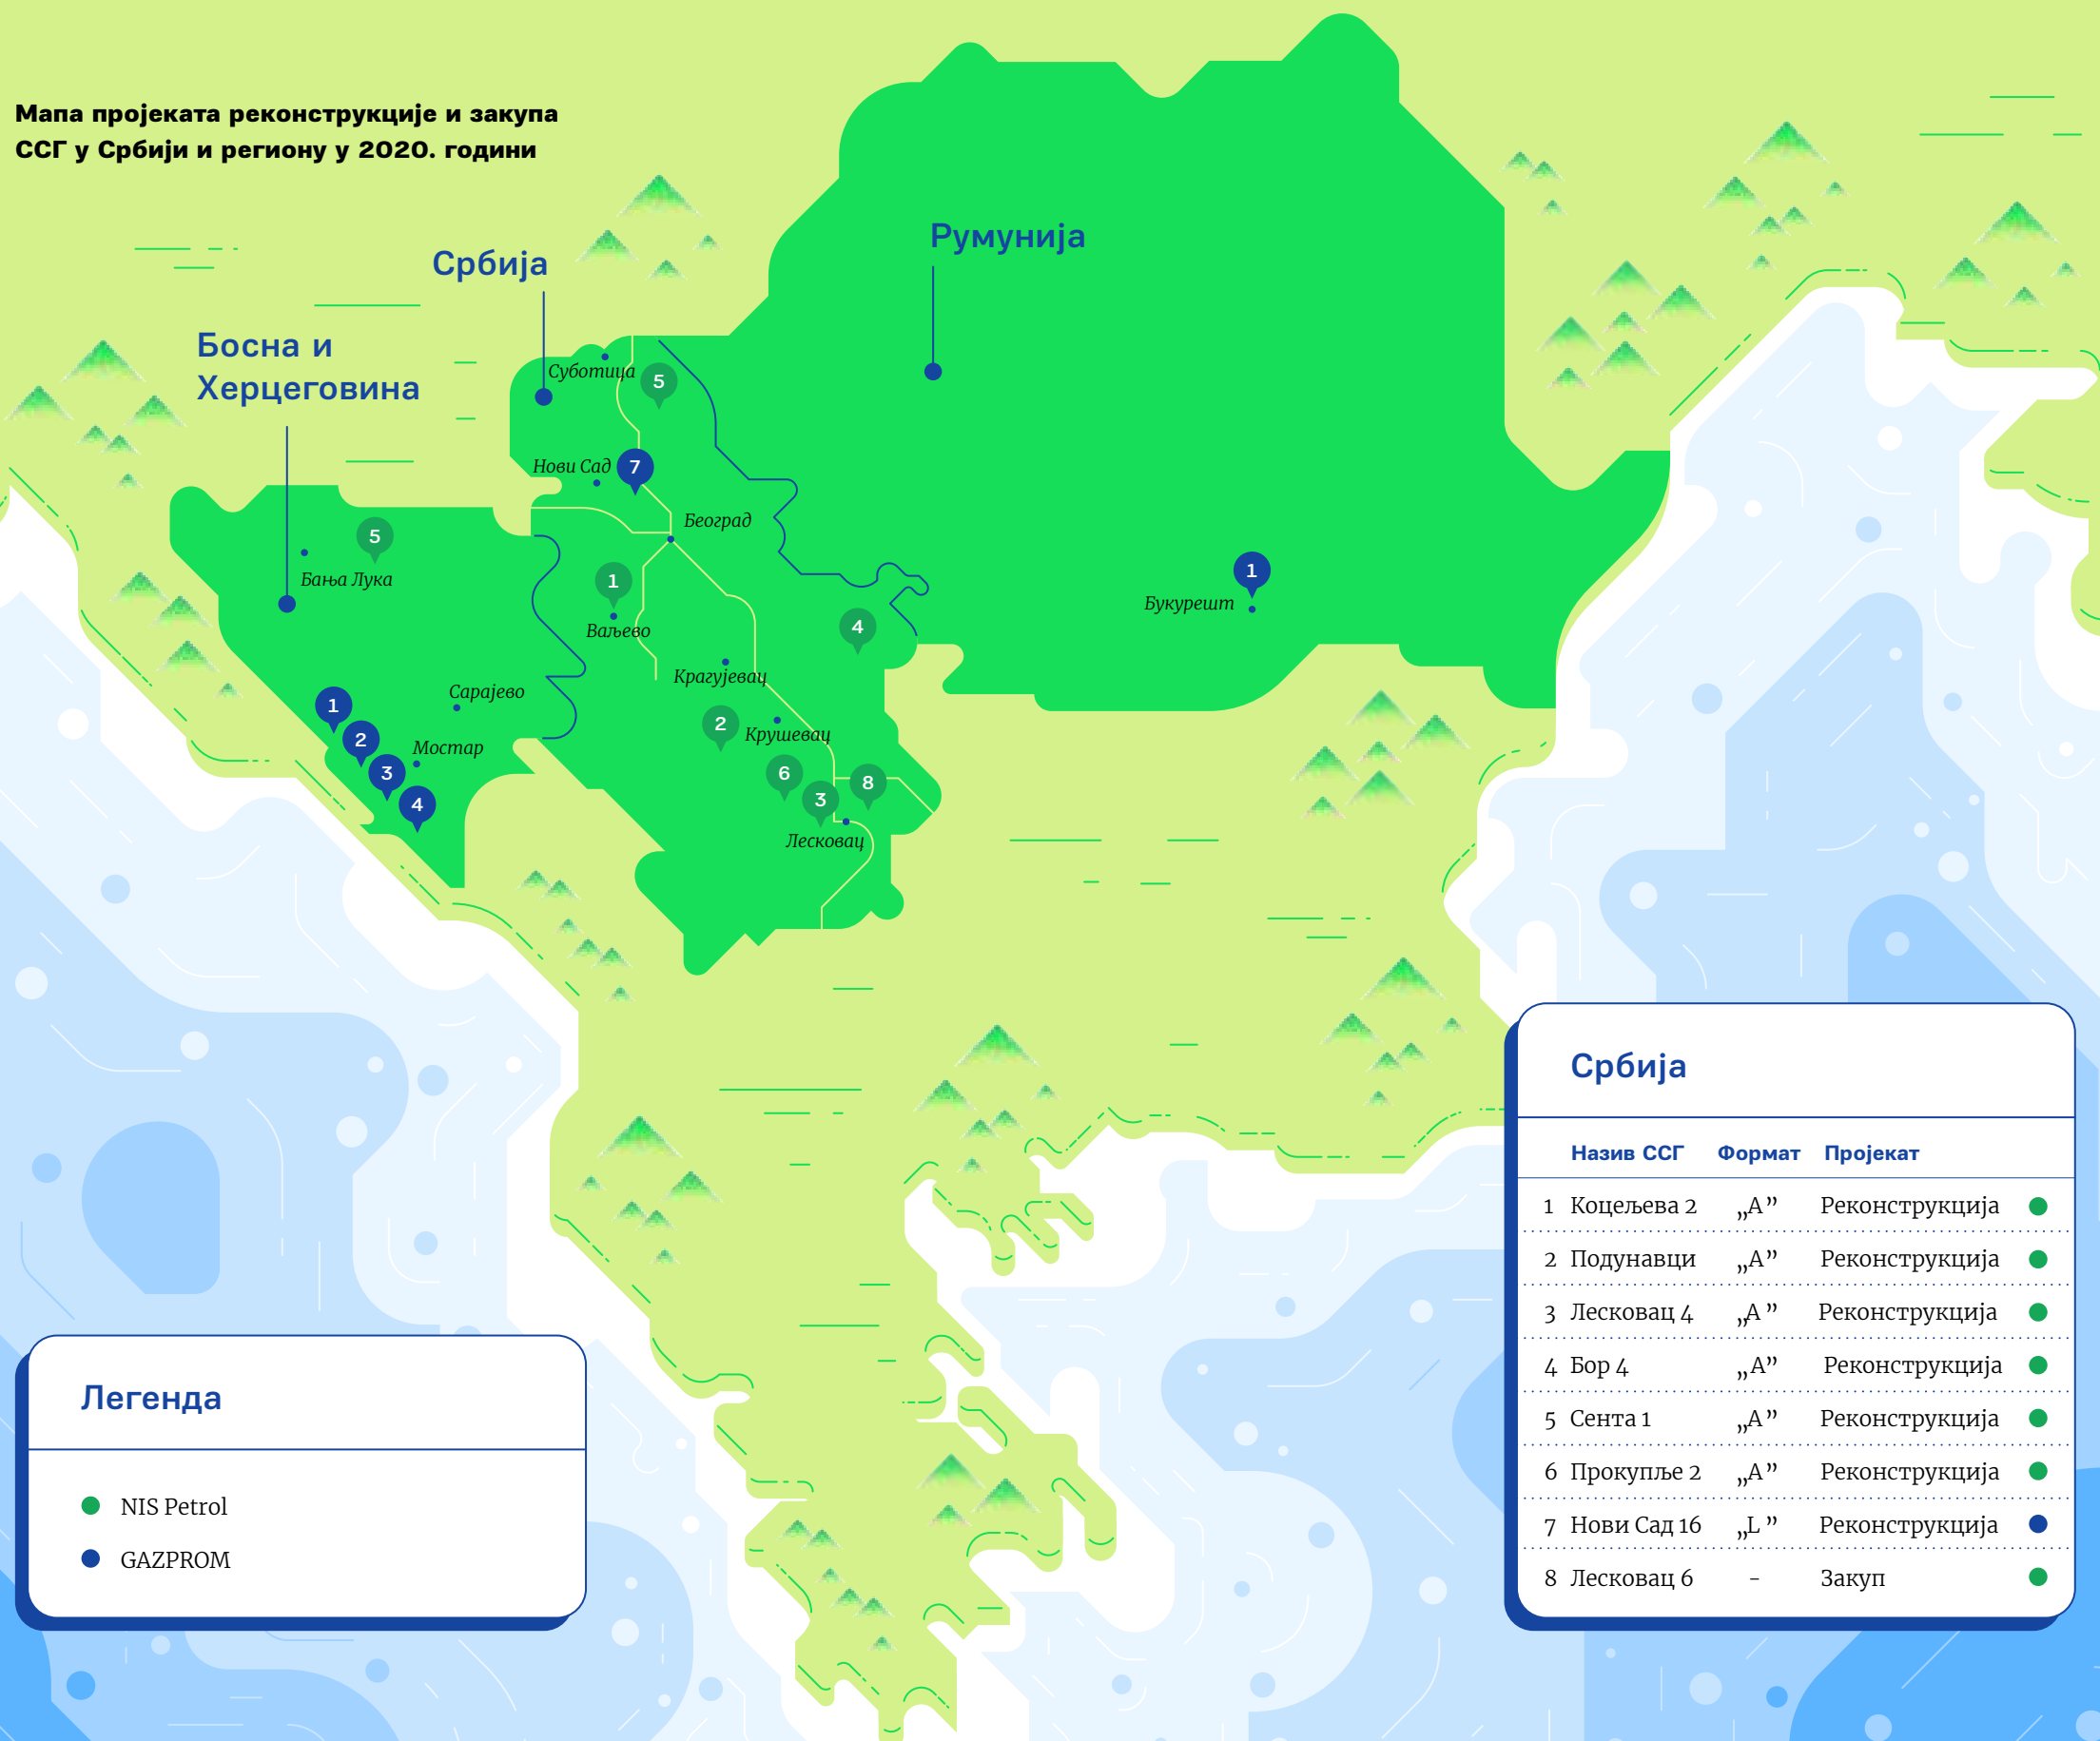 Мапа пројеката реконструкције и закупа
ССГ у Србији и региону у 2020. години
Румунија
Србија
Босна и
Херцеговина
Суботица
5
Нови Сад
7
Београд
5
Бања Лука
1
Ваљево
1
Букурешт
4
Крагујевац
Сарајево
1
2
Крушевац
2
Мостар
3
6
8
3
4
Лесковац
Србија
Назив ССГ Формат Пројекат
1 Коцељева 2 „А” Реконструкција
2 Подунавци „А” Реконструкција
3 Лесковац 4 „А ” Реконструкција
4 Бор 4 „А” Реконструкција
5 Сента 1 „А” Реконструкција
6 Прокупље 2 „А” Реконструкција
7 Нови Сад 16 „L ” Реконструкција
8 Лесковац 6 - Закуп
Легенда
NIS Petrol
GAZPROM